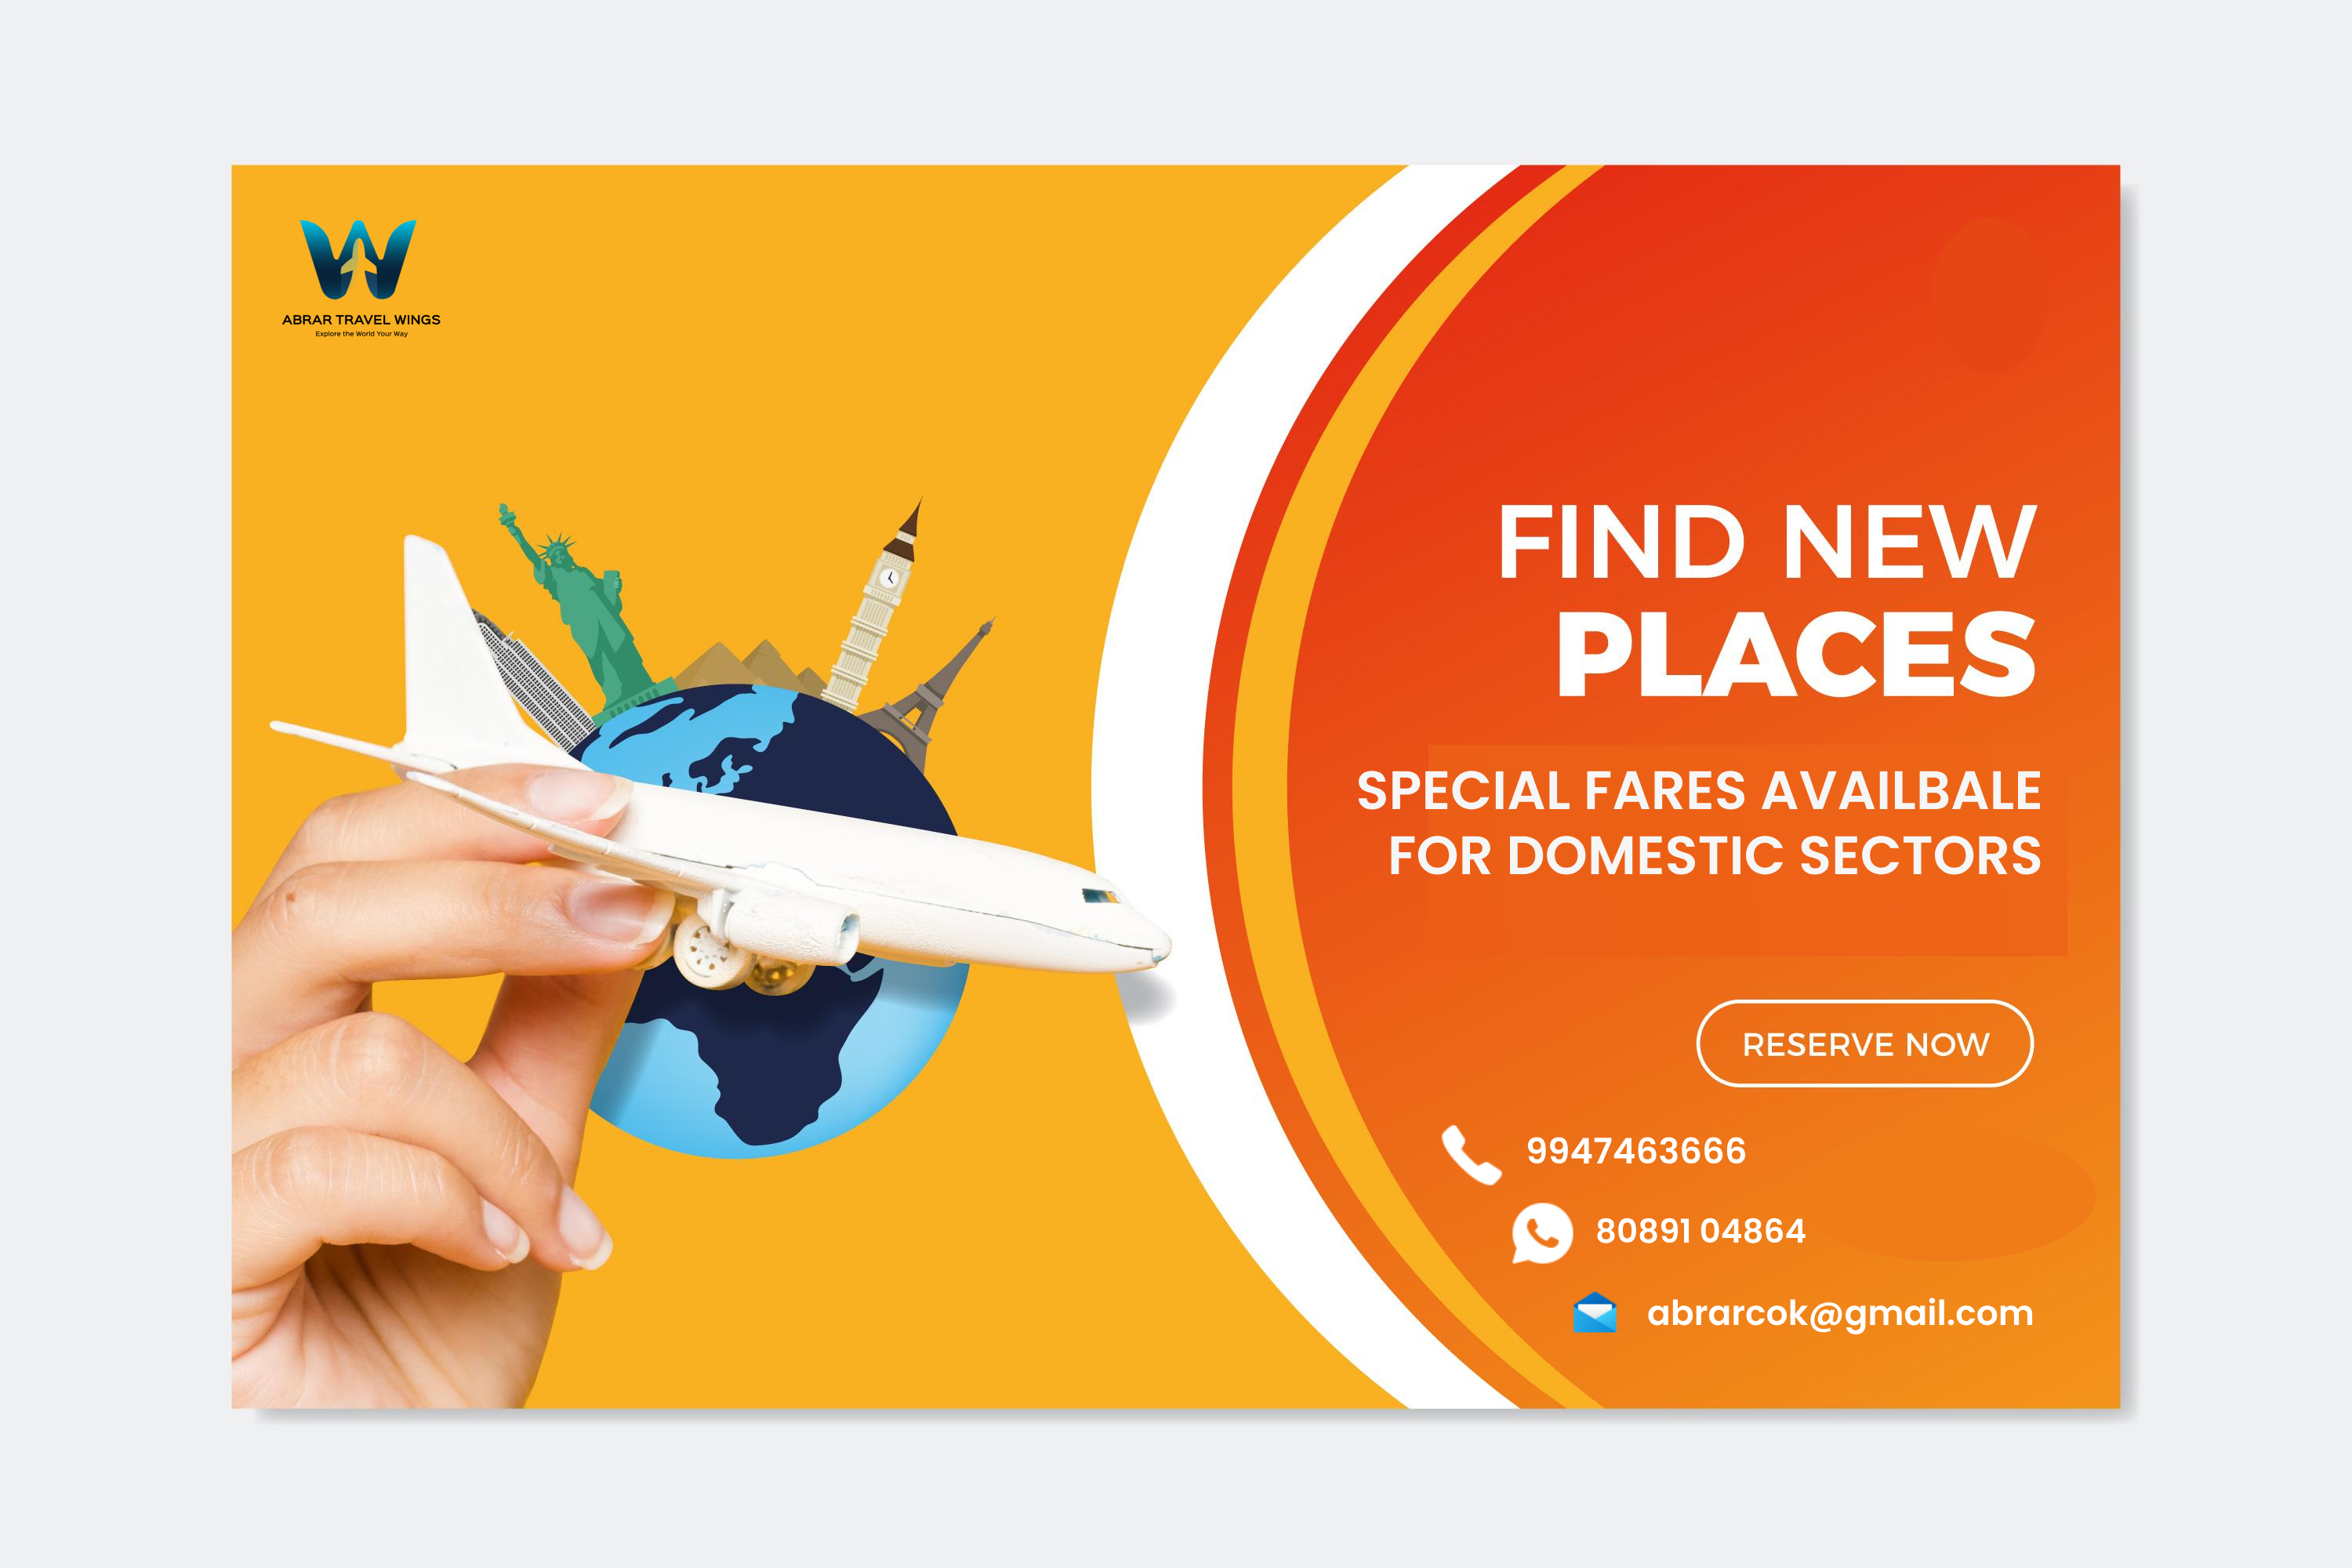 ABRAR TRAVEL WINGS
Explore the World Your Way
FIND NEW
PLACES
SPECIAL FARES AVAILBALE
FOR DOMESTIC SECTORS
RESERVE NOW
9947463666
80891 04864
abrarcok@gmail.com